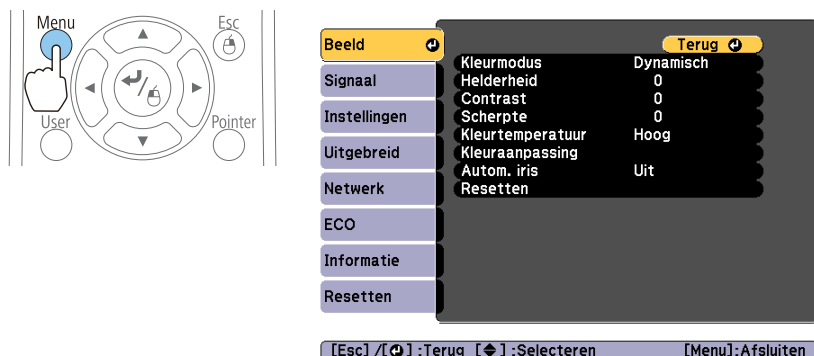 Menu
Esc
User
Pointer
Beeld
Signaal
Instellingen
Uitgebreid
Netwerk
ECO
Informatie
Resetten
Terug
Kleurmodus Dynamisch
Helderheid 0
Contrast 0
Scherpte 0
Kleurtemperatuur Hoog
Kleuraanpassing
Autom. iris Uit
Resetten
[Esc] /[ ] :Terug [ ] :Selecteren [Menu]:Afsluiten